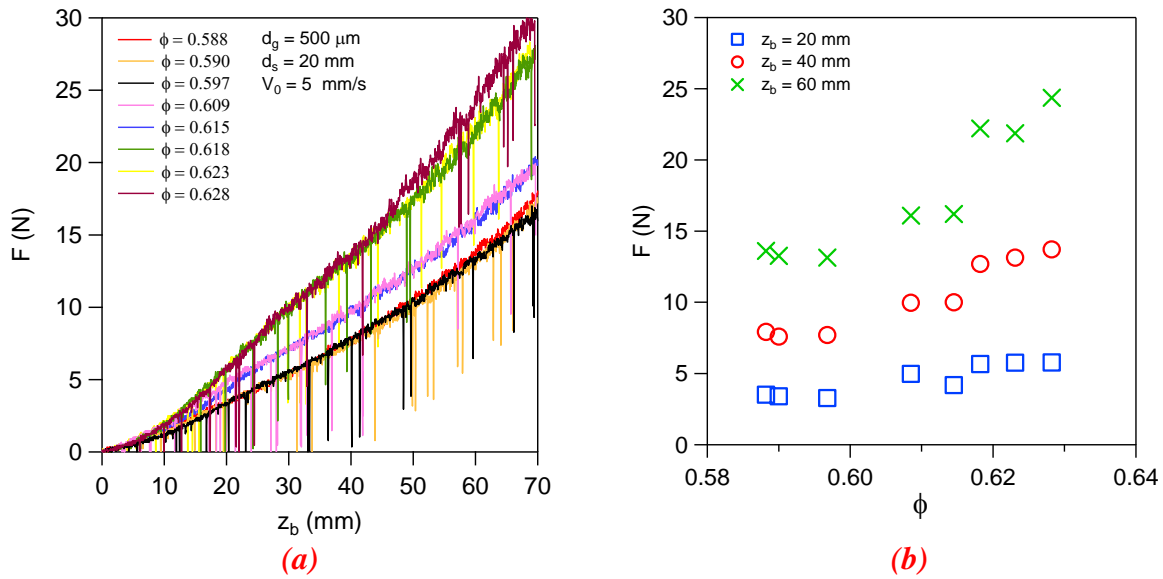 30
25
20
15
10
5
0
F (N)
ϕ = 0.588
ϕ = 0.590
ϕ = 0.597
ϕ = 0.609
ϕ = 0.615
ϕ = 0.618
ϕ = 0.623
ϕ = 0.628
d_g = 500 μm
d_s = 20 mm
V_0 = 5 mm/s
0 10 20 30 40 50 60 70
z_b (mm)
(a)
30
25
20
15
10
5
0
F (N)
z_b = 20 mm
z_b = 40 mm
z_b = 60 mm
0.58 0.60 0.62 0.64
ϕ
(b)